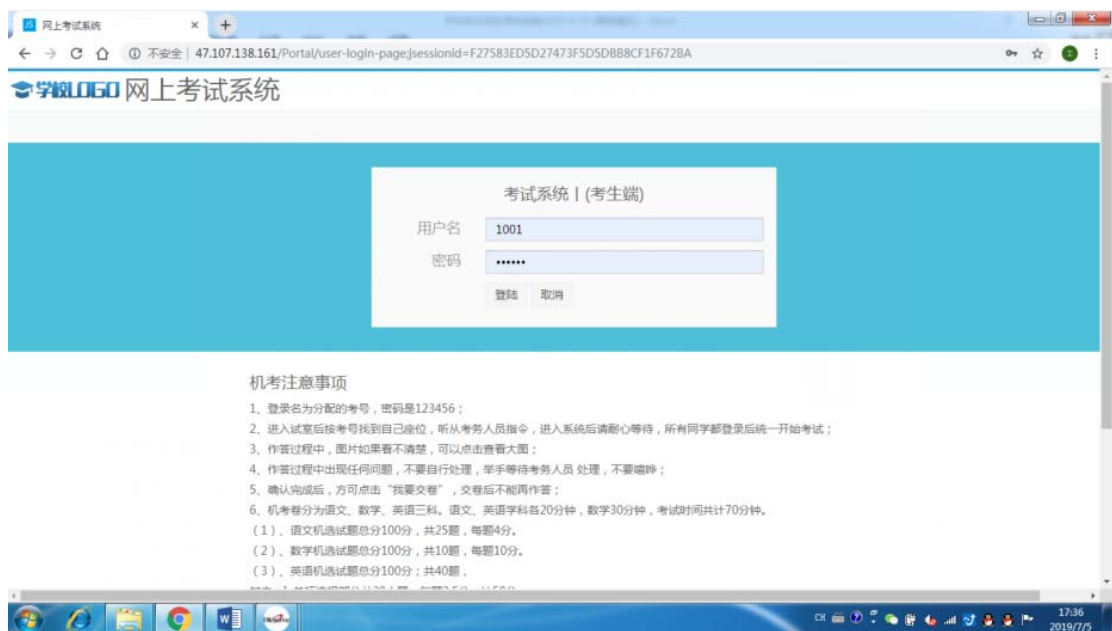 网上考试系统
不安全 | 47.107.138.161/Portal/user-login-page;jsessionid=F27583ED5D27473F5D5DBB8CF1F672BA
学校LOGO 网上考试系统
考试系统 | (考生端)
用户名 1001
密码 ••••••
登陆 取消
机考注意事项
1、登录名为分配的考号,密码是123456;
2、进入试室后按考号找到自己座位,听从考务人员指令,进入系统后请耐心等待,所有同学都登录后统一开始考试;
3、作答过程中,图片如果看不清楚,可以点击查看大图;
4、作答过程中出现任何问题,不要自行处理,举手等待考务人员 处理,不要喧哗;
5、确认完成后,方可点击“我要交卷”,交卷后不能再作答;
6、机考卷分为语文、数学、英语三科。语文、英语学科各20分钟,数学30分钟,考试时间共计70分钟。
(1)、语文机选试题总分100分,共25题,每题4分。
(2)、数学机选试题总分100分,共10题,每题10分。
(3)、英语机选试题总分100分;共40题,
CH
17:36
2019/7/5